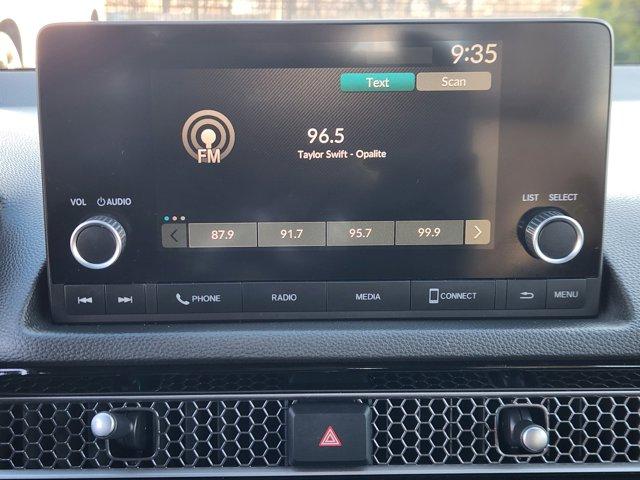 9:35
Text Scan
96.5
FM
Taylor Swift - Opalite
VOL AUDIO
LIST SELECT
87.9 91.7 95.7 99.9
PHONE RADIO MEDIA CONNECT MENU